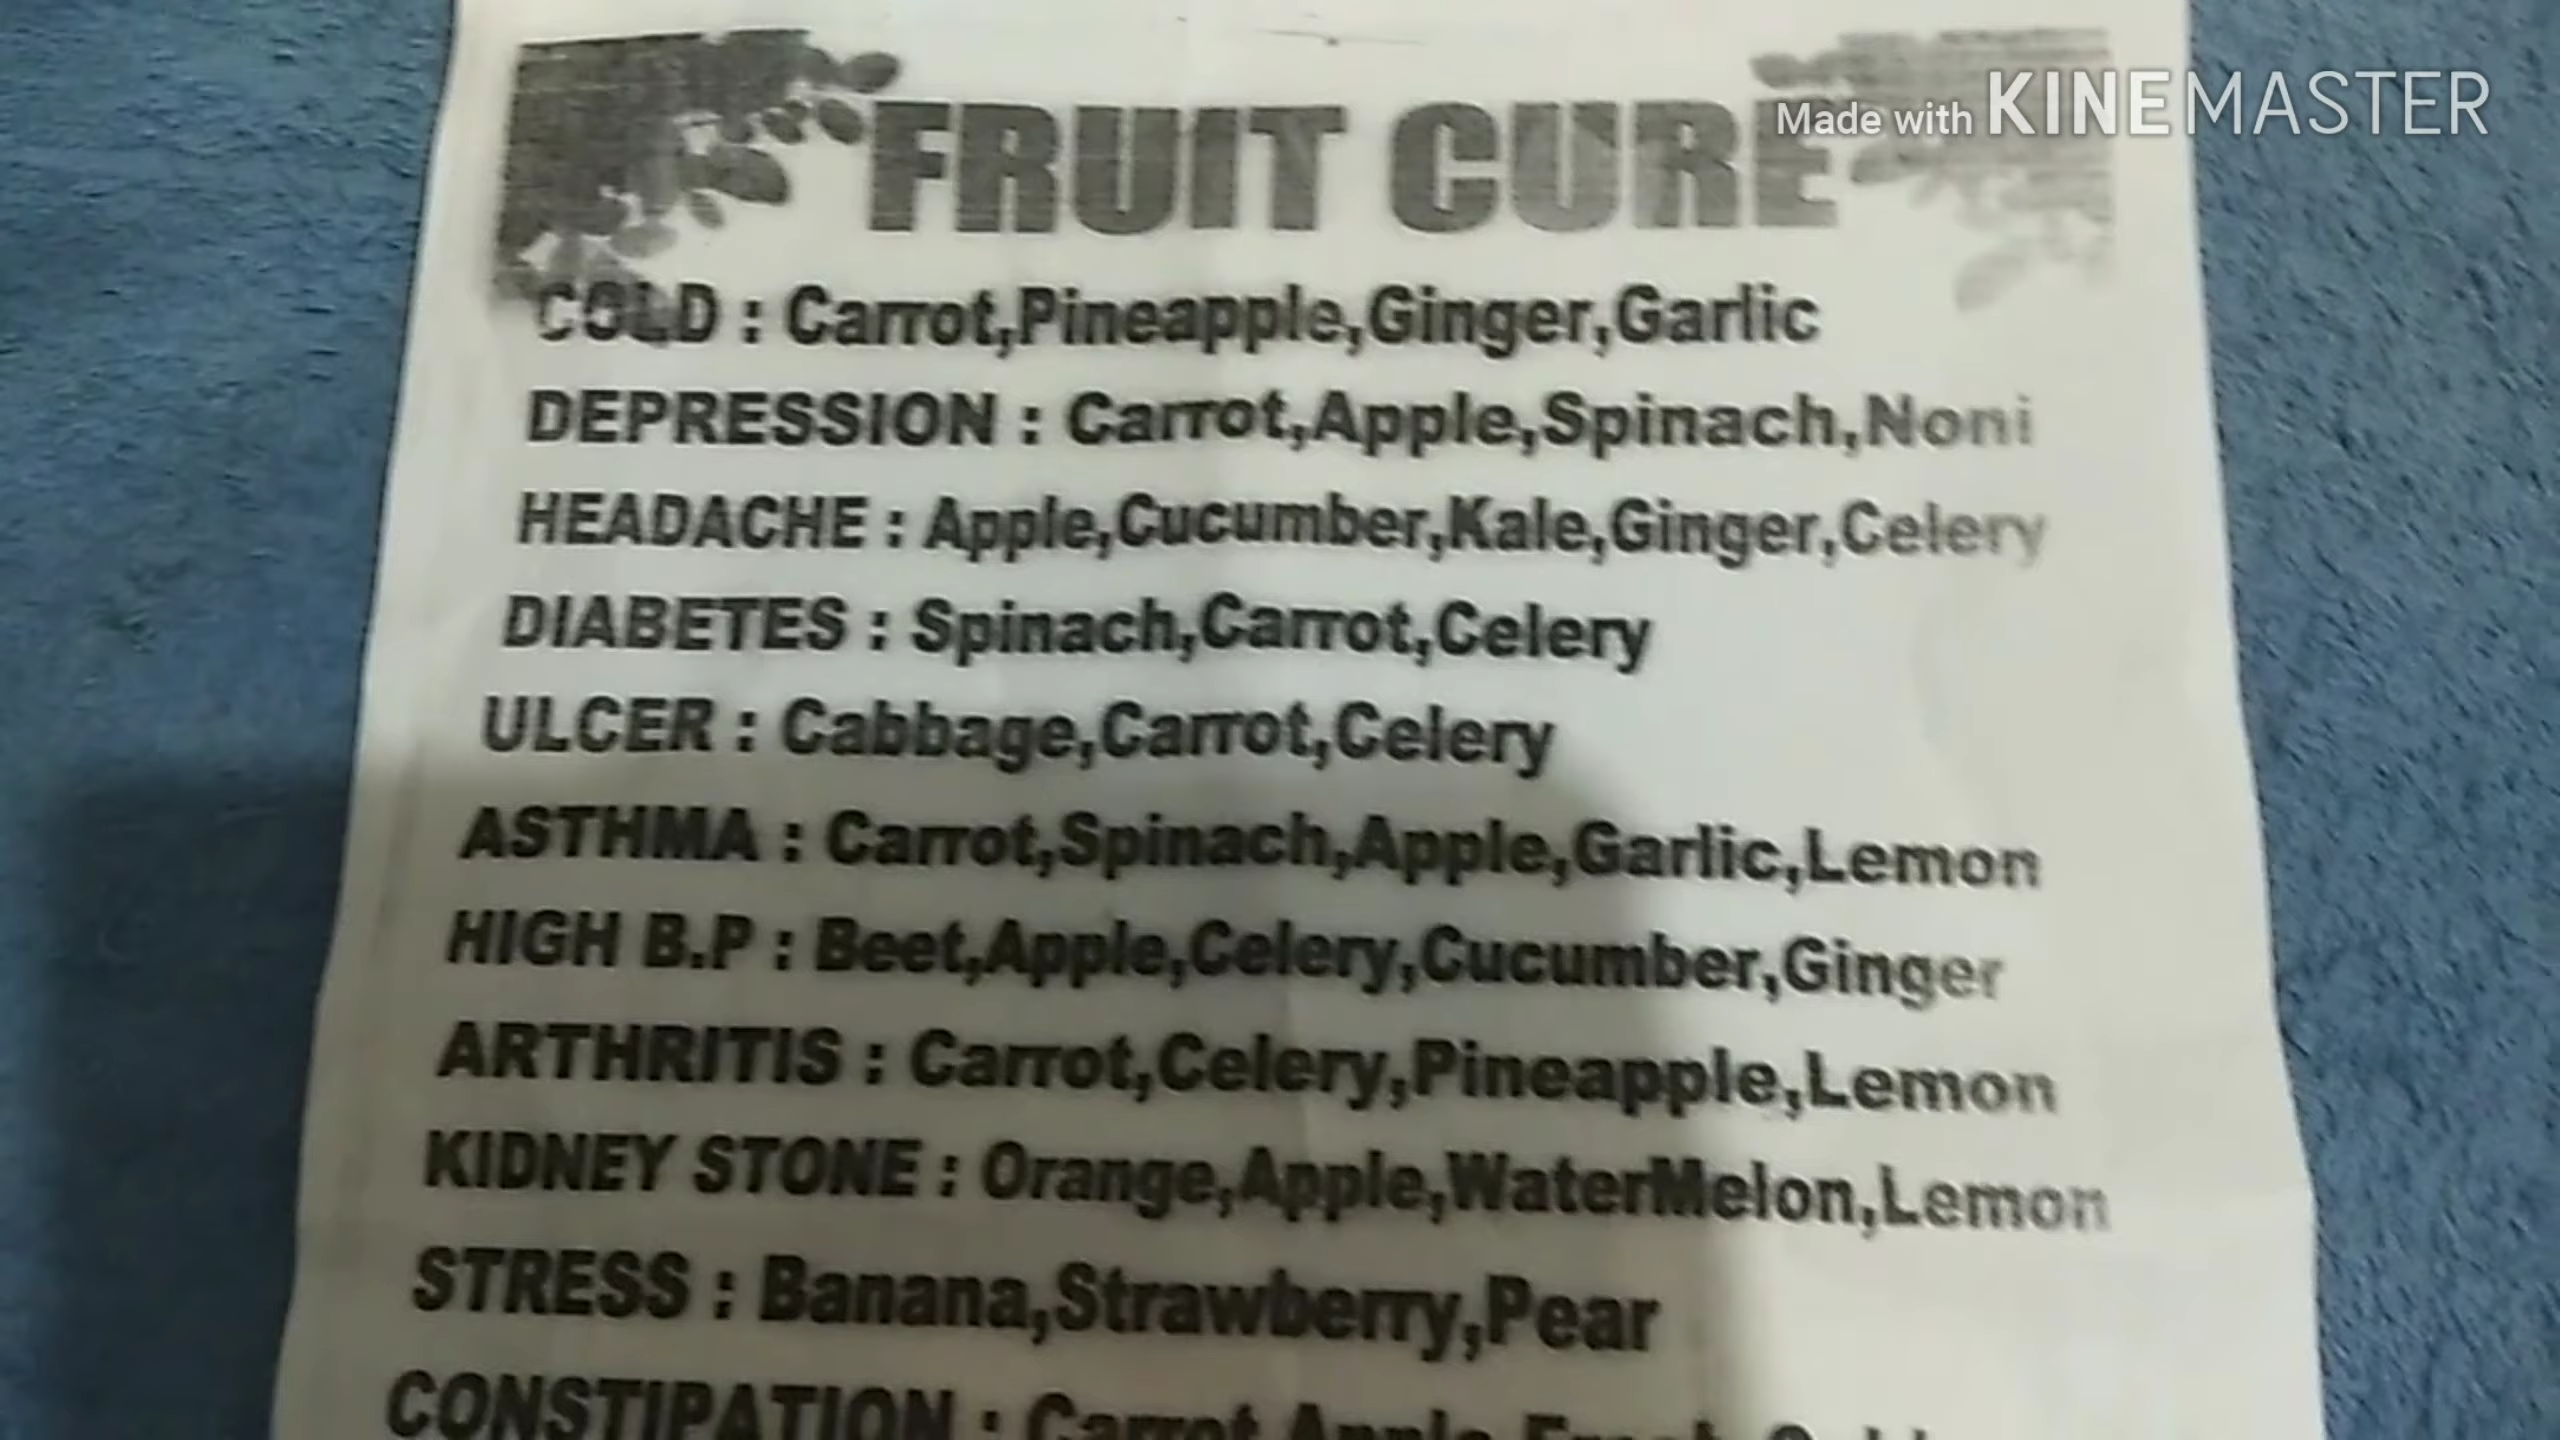 Made with KINEMASTER
FRUIT CURE
COLD : Carrot,Pineapple,Ginger,Garlic
DEPRESSION : Carrot,Apple,Spinach,Noni
HEADACHE : Apple,Cucumber,Kale,Ginger,Celery
DIABETES : Spinach,Carrot,Celery
ULCER : Cabbage,Carrot,Celery
ASTHMA : Carrot,Spinach,Apple,Garlic,Lemon
HIGH B.P : Beet,Apple,Celery,Cucumber,Ginger
ARTHRITIS : Carrot,Celery,Pineapple,Lemon
KIDNEY STONE : Orange,Apple,WaterMelon,Lemon
STRESS : Banana,Strawberry,Pear
CONSTIPATION : Carrot,Apple,Fresh